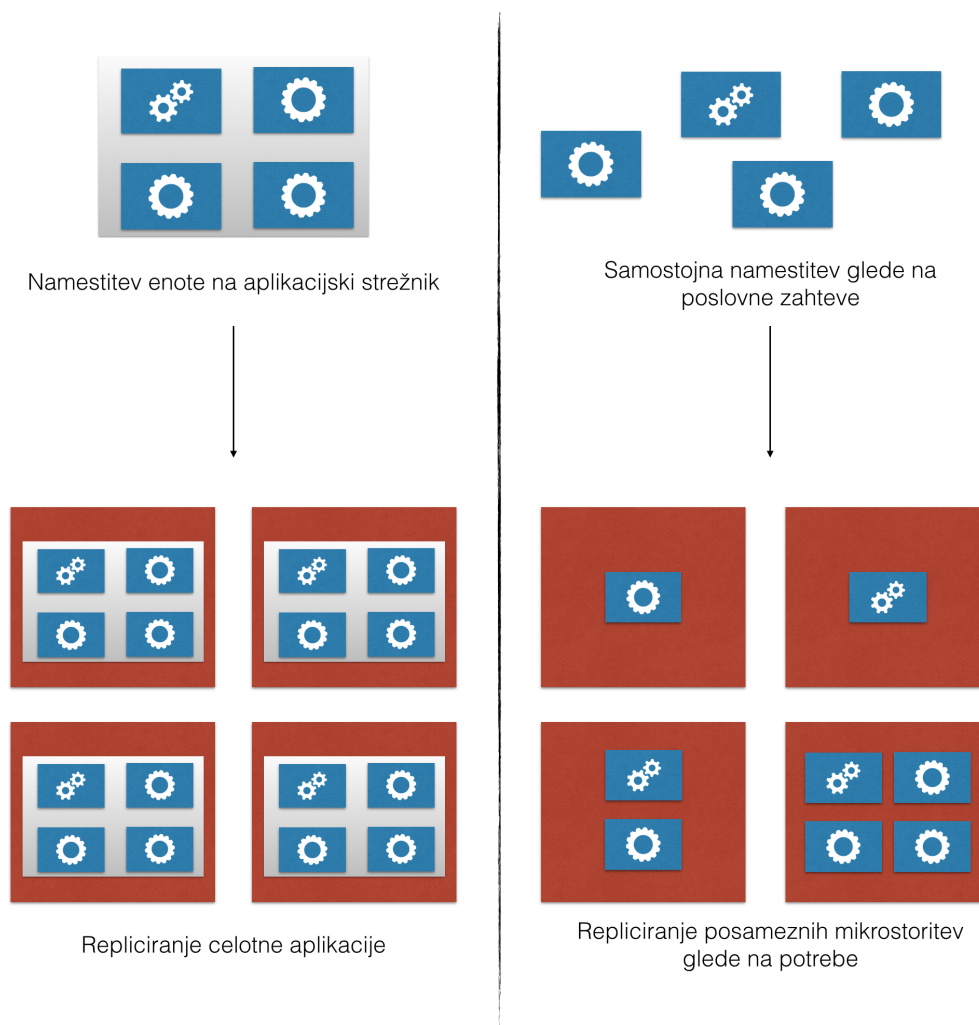 Namestitev enote na aplikacijski strežnik
Samostojna namestitev glede na
poslovne zahteve
Repliciranje celotne aplikacije
Repliciranje posameznih mikrostoritev
glede na potrebe